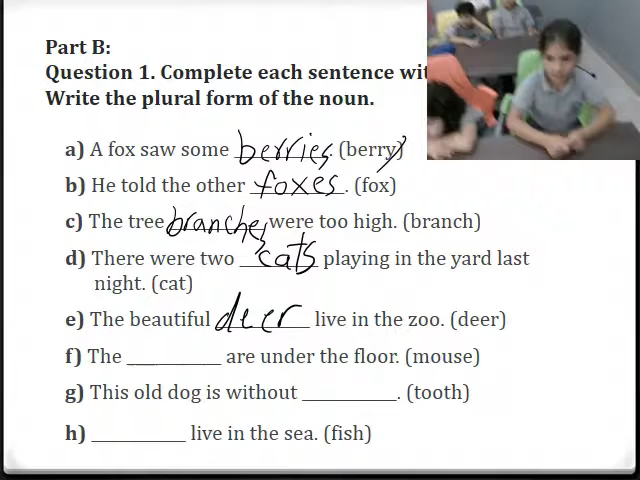 Part B:
Question 1. Complete each sentence wit
Write the plural form of the noun.
a) A fox saw some berries. (berry)
b) He told the other foxes. (fox)
c) The tree branches were too high. (branch)
d) There were two cats playing in the yard last
night. (cat)
e) The beautiful deer live in the zoo. (deer)
f) The __________ are under the floor. (mouse)
g) This old dog is without __________. (tooth)
h) __________ live in the sea. (fish)